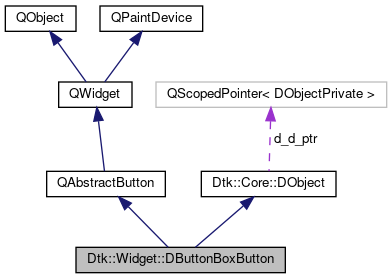 QObject
QPaintDevice
QWidget
QScopedPointer< DObjectPrivate >
d_d_ptr
QAbstractButton
Dtk::Core::DObject
Dtk::Widget::DButtonBoxButton